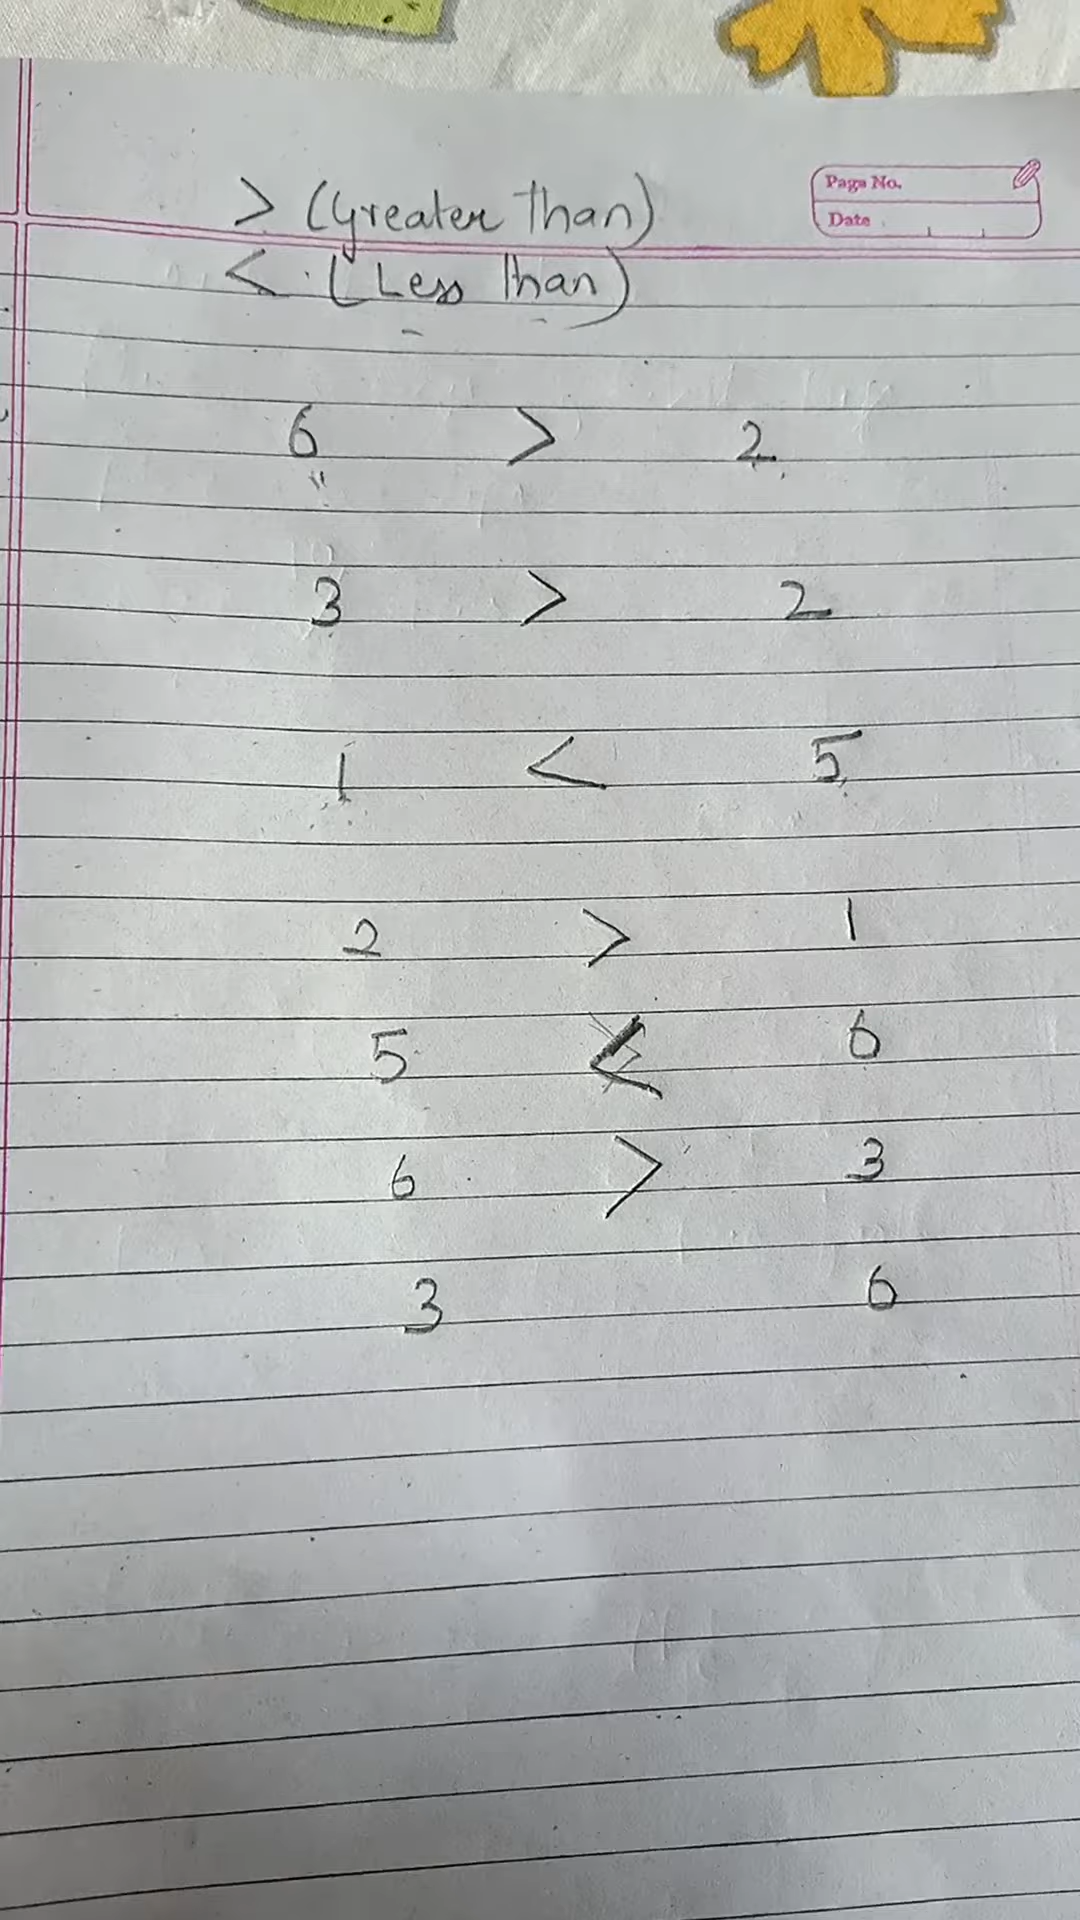 Page No.
Date
> (Greater Than)
< (Less Than)
6 > 2
3 > 2
1 < 5
2 > 1
5 < 6
6 > 3
3 6